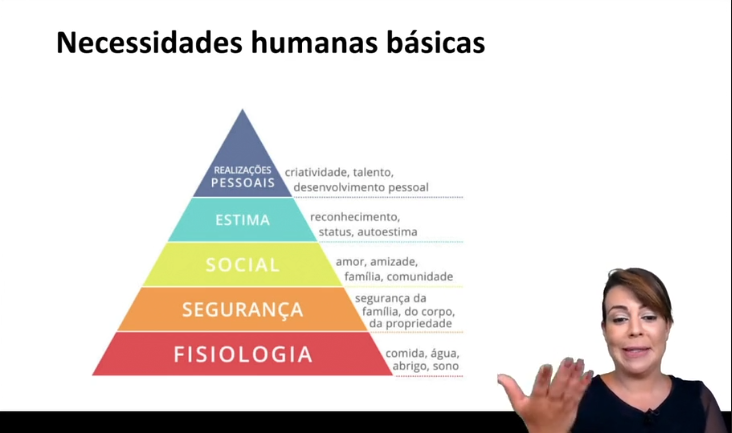 Necessidades humanas básicas
REALIZAÇÕES
PESSOAIS
criatividade, talento,
desenvolvimento pessoal
ESTIMA
reconhecimento,
status, autoestima
SOCIAL
amor, amizade,
família, comunidade
SEGURANÇA
segurança da
família, do corpo,
da propriedade
FISIOLOGIA
comida, água,
abrigo, sono